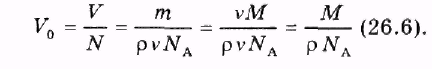 V₀ = V/N = m/(ρνN_A) = νM/(ρνN_A) = M/(ρN_A) (26.6).